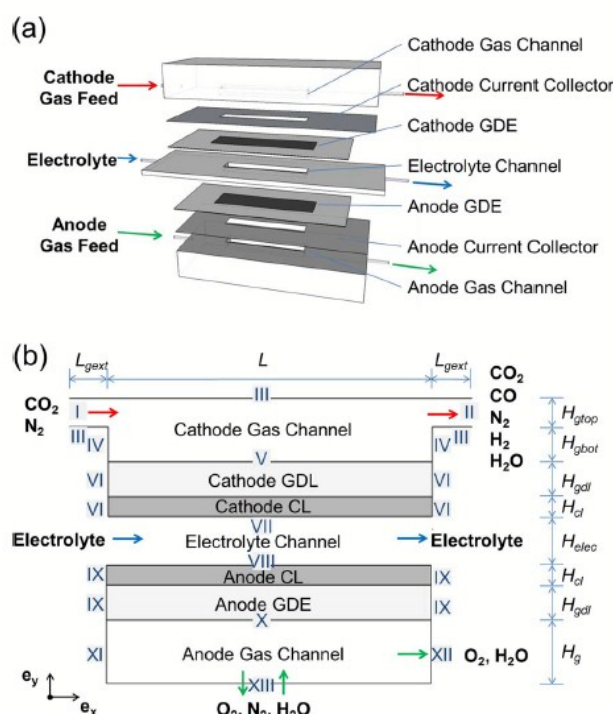 (a)
Cathode Gas Channel
Cathode Current Collector
Cathode GDE
Electrolyte Channel
Anode GDE
Anode Current Collector
Anode Gas Channel
Cathode
Gas Feed
Electrolyte
Anode
Gas Feed
(b)
L_gext L L_gext
CO2
CO
N2
H2
H2O
CO2
N2
I III II
III IV Cathode Gas Channel IV III
V
VI Cathode GDL VI
VI Cathode CL VI
VII
Electrolyte Electrolyte Channel Electrolyte
VIII
IX Anode CL IX
IX Anode GDE IX
X
XI Anode Gas Channel XII O2, H2O
XIII
O2, N2, H2O
H_gtop
H_gbot
H_gdl
H_cl
H_elec
H_cl
H_gdl
H_g
e_y
e_x